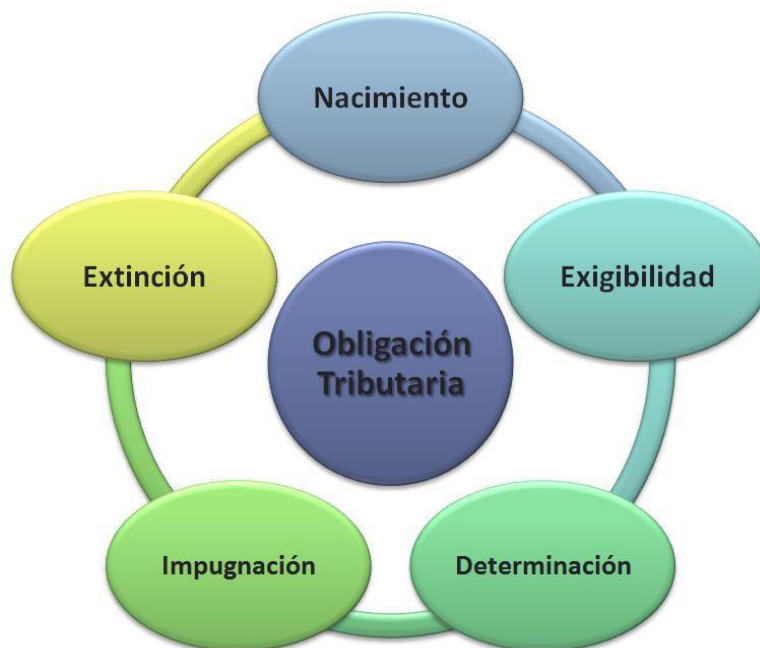 Nacimiento
Exigibilidad
Determinación
Impugnación
Extinción
Obligación
Tributaria